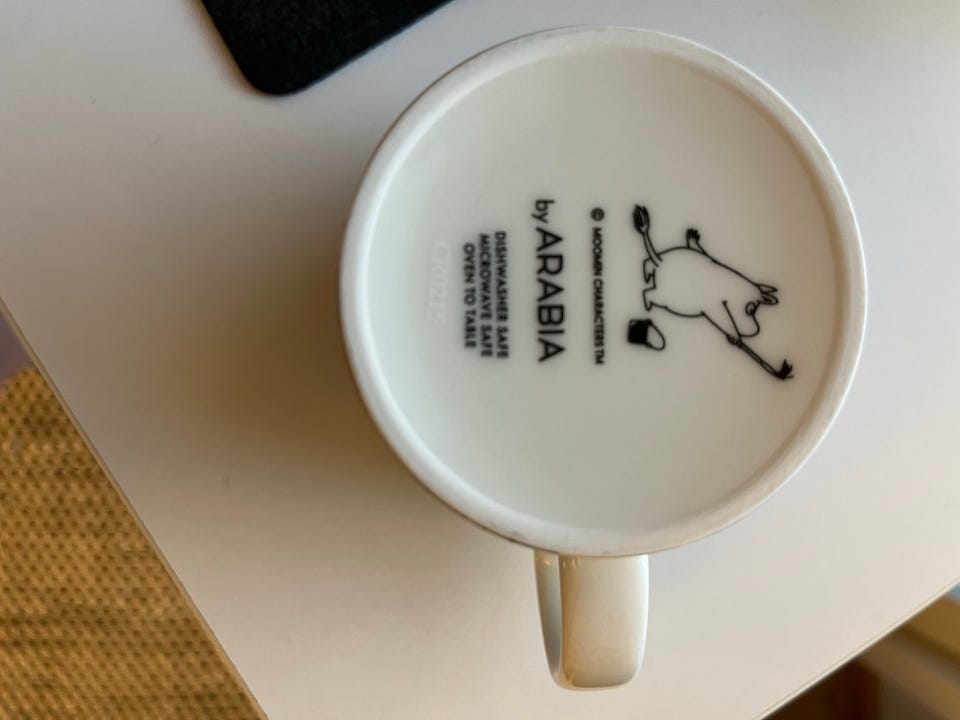 © MOOMIN CHARACTERS TM
by ARABIA
DISHWASHER SAFE
MICROWAVE SAFE
OVEN TO TABLE